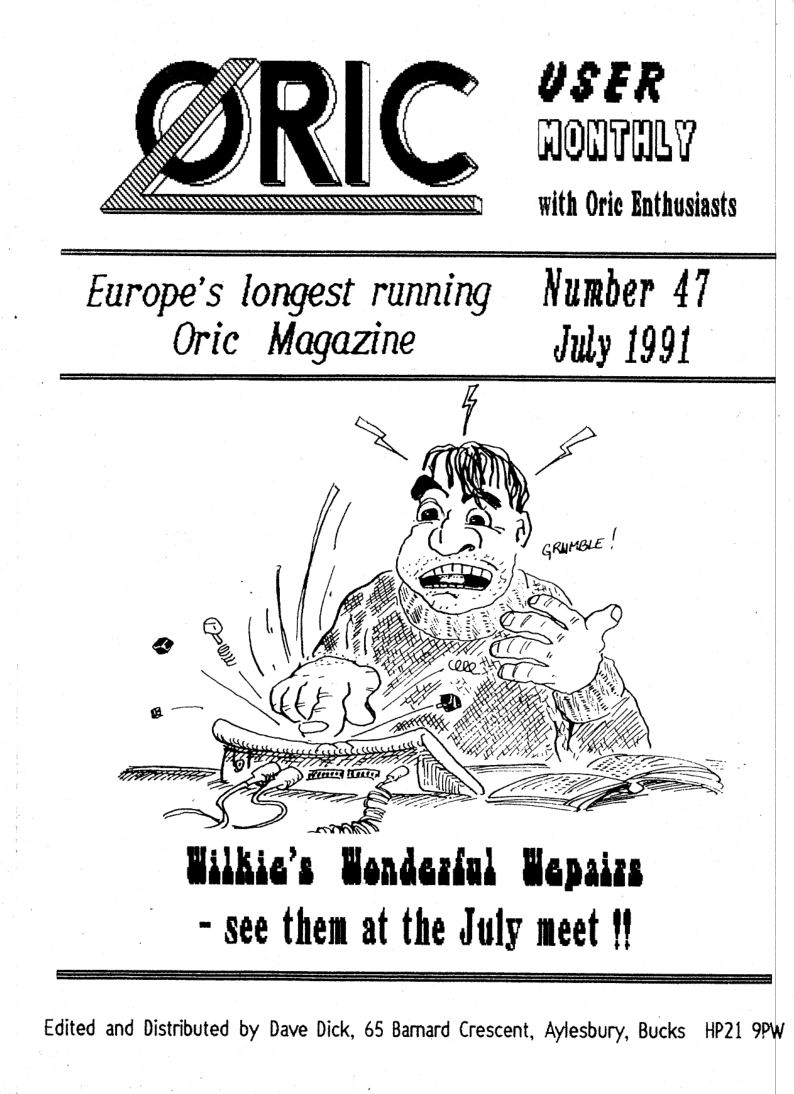 ORIC
USER
MONTHLY
with Oric Enthusiasts
Europe's longest running
Oric Magazine
Number 47
July 1991
GRUMBLE!
Wilkie's Wonderful Wepairs
- see them at the July meet !!
Edited and Distributed by Dave Dick, 65 Barnard Crescent, Aylesbury, Bucks HP21 9PW